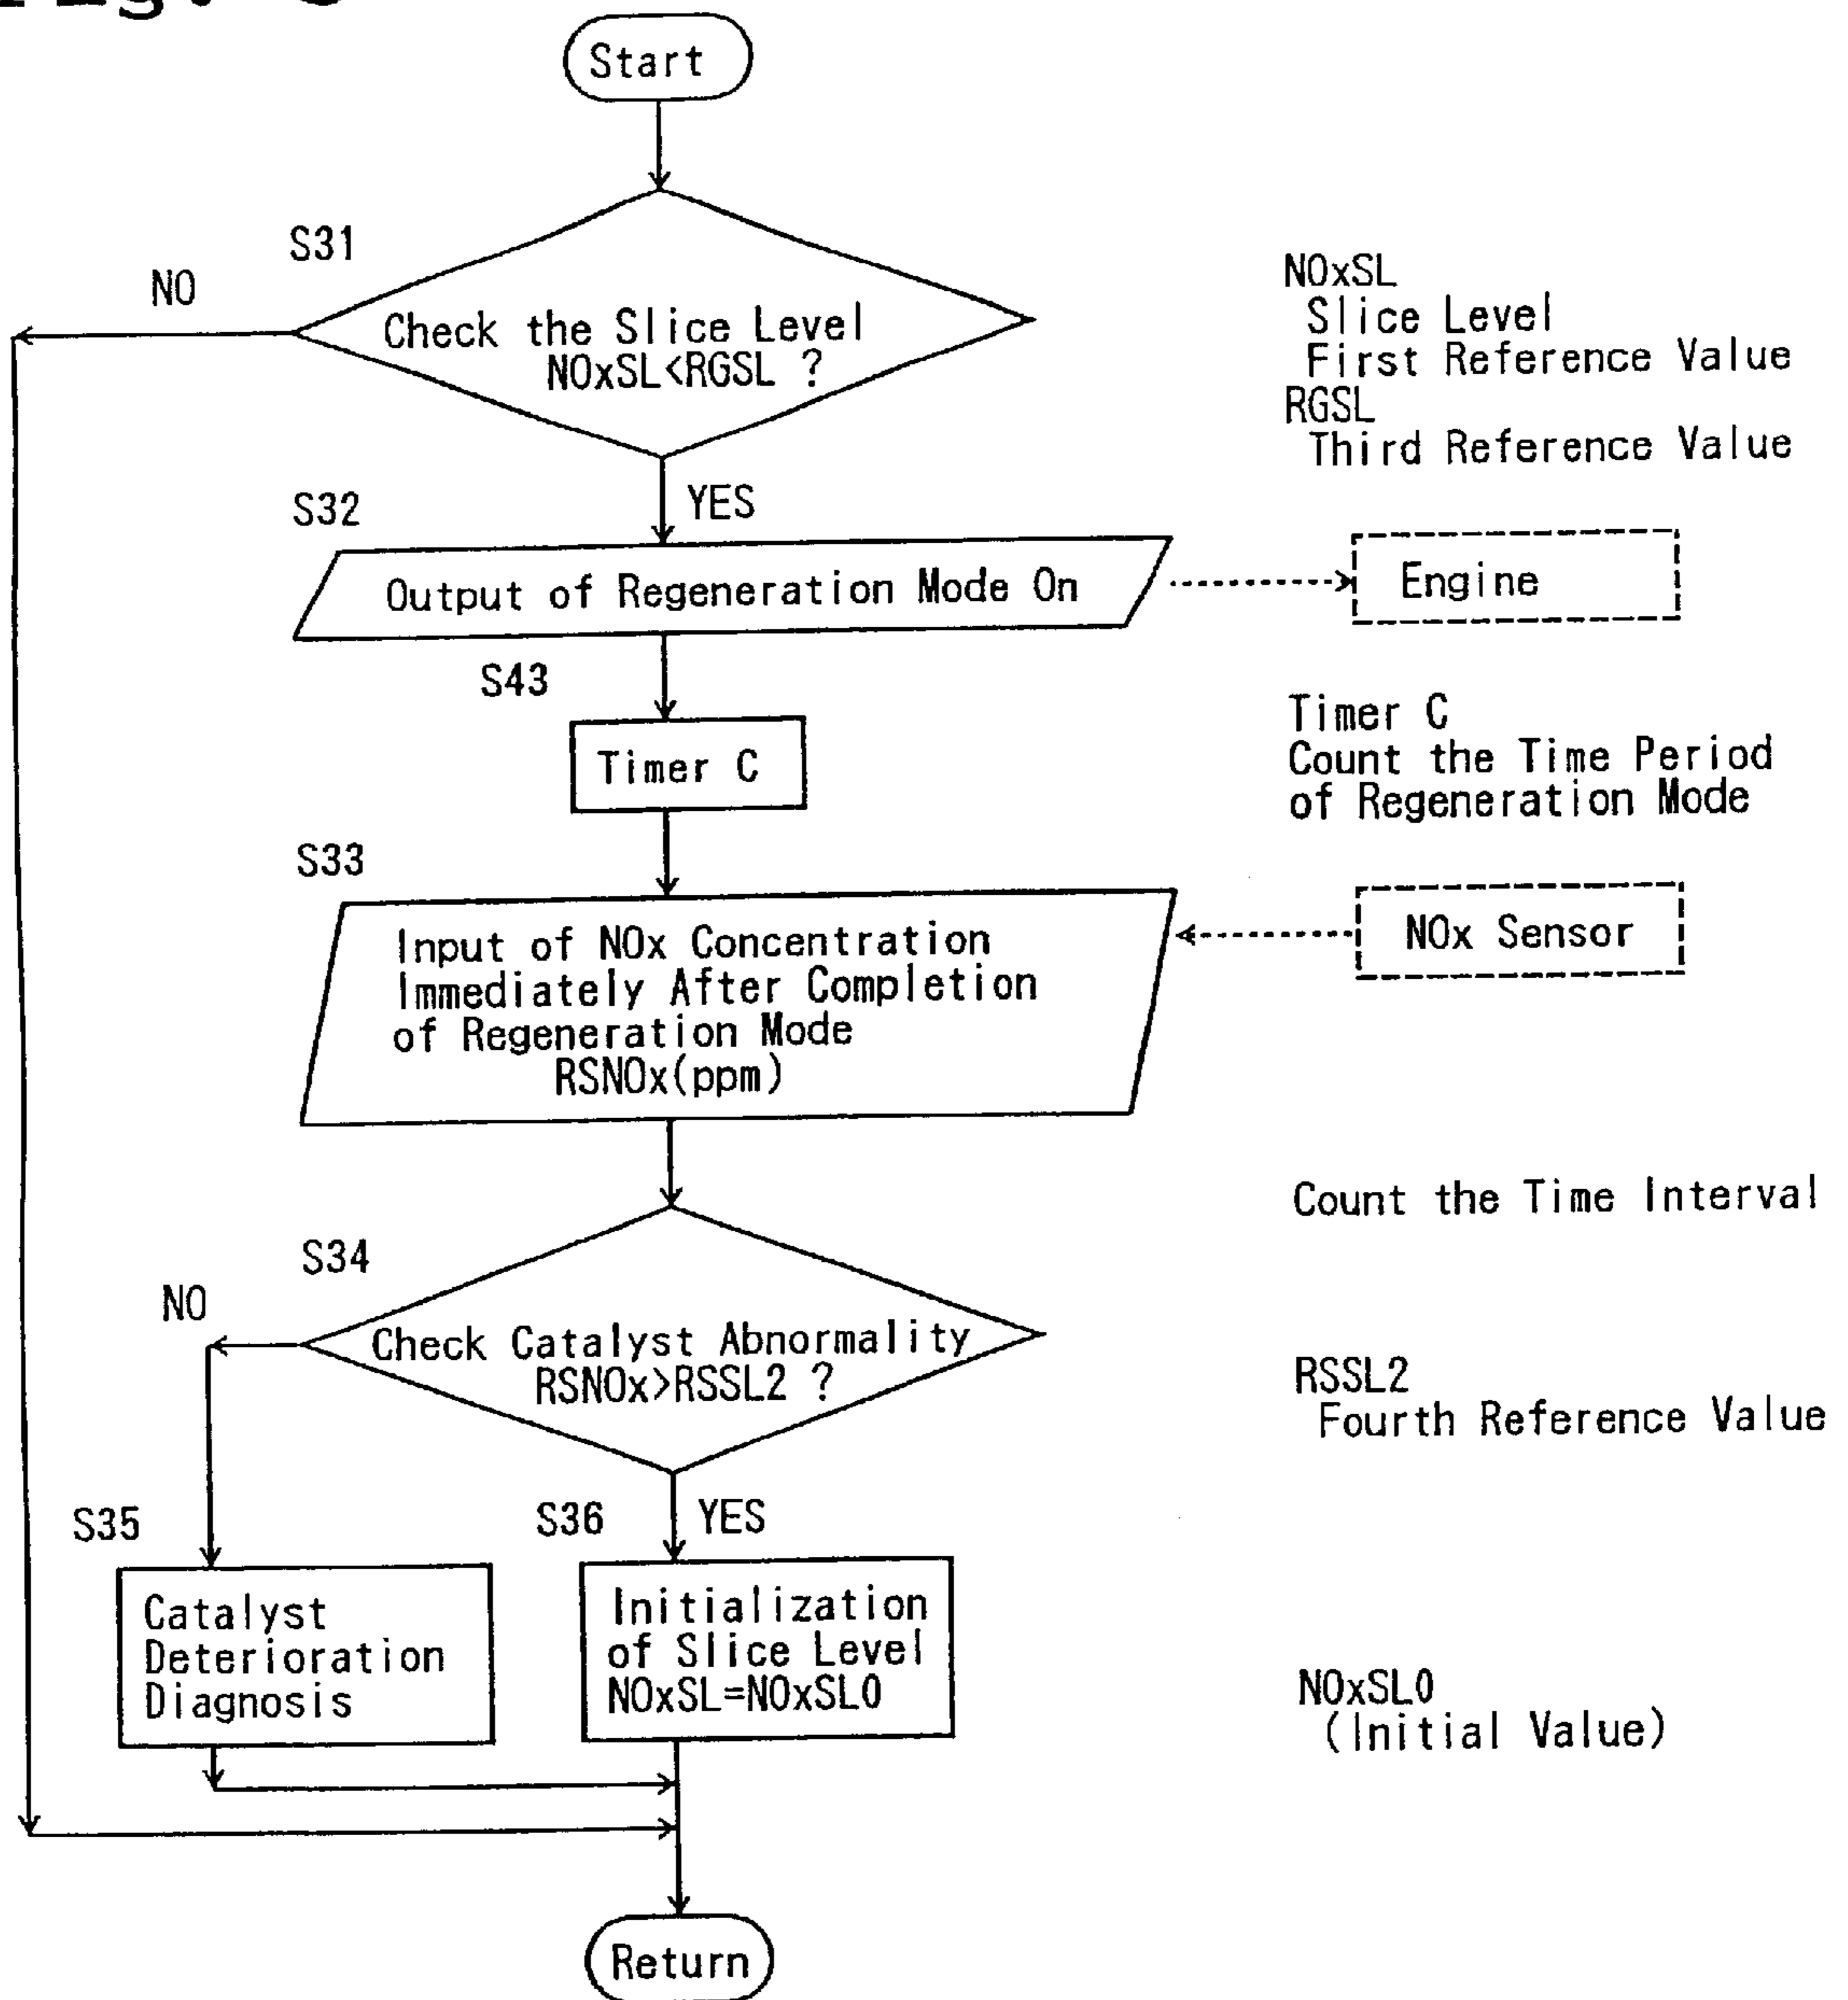 Start
S31
NO
Check the Slice Level
NOxSL<RGSL ?
NOxSL
Slice Level
First Reference Value
RGSL
Third Reference Value
YES
S32
Output of Regeneration Mode On
Engine
S43
Timer C
Timer C
Count the Time Period
of Regeneration Mode
S33
Input of NOx Concentration
Immediately After Completion
of Regeneration Mode
RSNOx(ppm)
NOx Sensor
Count the Time Interval
S34
NO
Check Catalyst Abnormality
RSNOx>RSSL2 ?
RSSL2
Fourth Reference Value
S35
Catalyst
Deterioration
Diagnosis
S36
YES
Initialization
of Slice Level
NOxSL=NOxSL0
NOxSL0
(Initial Value)
Return